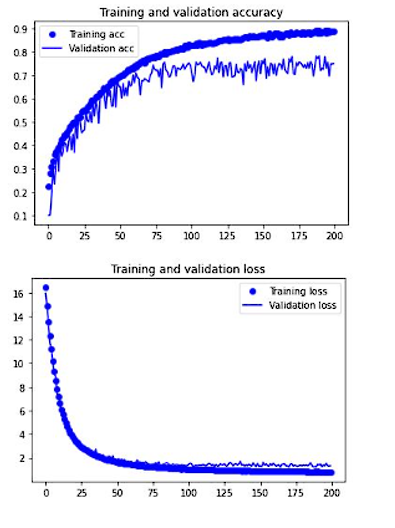 Training and validation accuracy
Training acc
Validation acc
0.9
0.8
0.7
0.6
0.5
0.4
0.3
0.2
0.1
0 25 50 75 100 125 150 175 200
Training and validation loss
Training loss
Validation loss
16
14
12
10
8
6
4
2
0 25 50 75 100 125 150 175 200